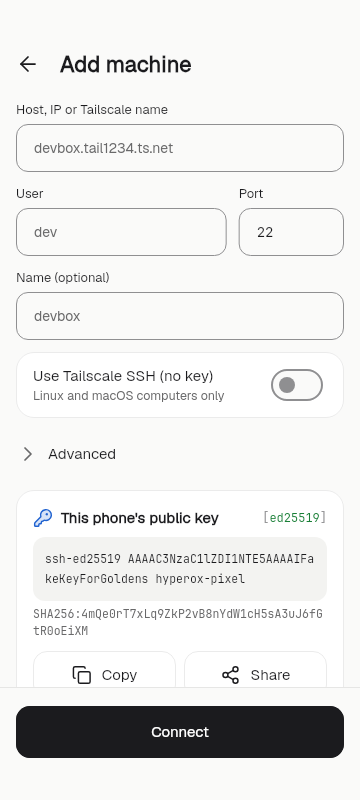 Add machine
Host, IP or Tailscale name
devbox.tail1234.ts.net
User
Port
dev
22
Name (optional)
devbox
Use Tailscale SSH (no key)
Linux and macOS computers only
Advanced
This phone's public key
[ed25519]
ssh-ed25519 AAAAC3NzaC1lZDI1NTE5AAAAIFa
keKeyForGoldens hyperox-pixel
SHA256:4mQe0rT7xLq9ZkP2vB8nYdW1cH5sA3uJ6fG
tR0oEiXM
Copy
Share
Connect